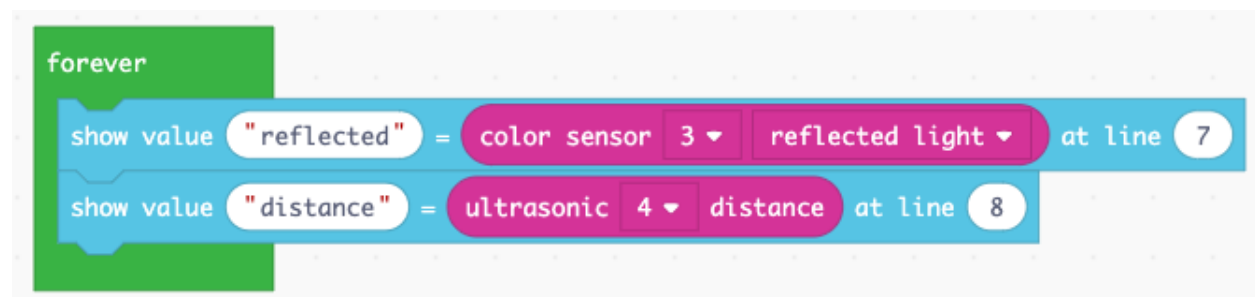 forever
show value "reflected" = color sensor 3 reflected light at line 7
show value "distance" = ultrasonic 4 distance at line 8